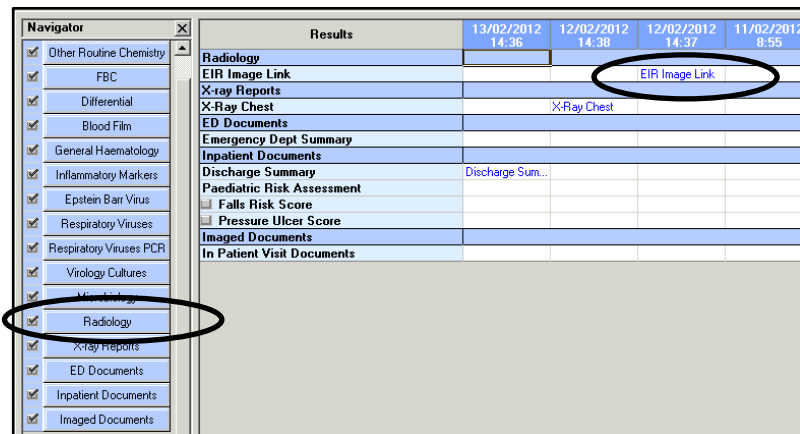 Navigator
Other Routine Chemistry
FBC
Differential
Blood Film
General Haematology
Inflammatory Markers
Epstein Barr Virus
Respiratory Viruses
Respiratory Viruses PCR
Virology Cultures
Microbiology
Radiology
X-ray Reports
ED Documents
Inpatient Documents
Imaged Documents
Results 13/02/2012 12/02/2012 12/02/2012 11/02/2012
14:36 14:38 14:37 8:55
Radiology
EIR Image Link EIR Image Link
X-ray Reports
X-Ray Chest X-Ray Chest
ED Documents
Emergency Dept Summary
Inpatient Documents
Discharge Summary Discharge Sum...
Paediatric Risk Assessment
Falls Risk Score
Pressure Ulcer Score
Imaged Documents
In Patient Visit Documents